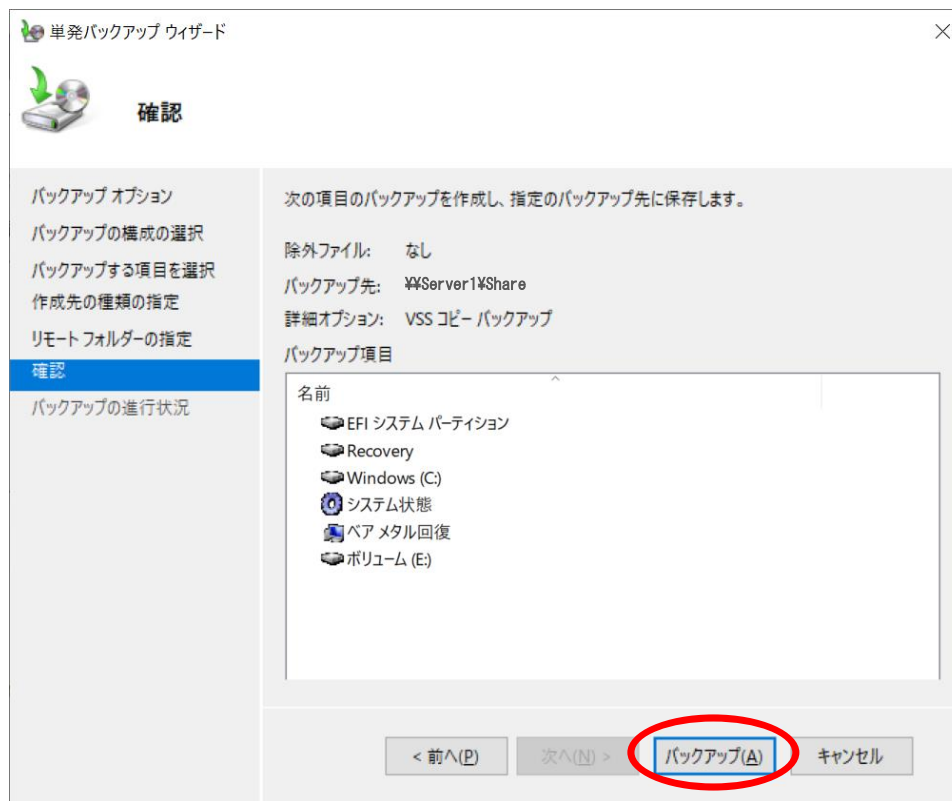 単発バックアップ ウィザード
確認
バックアップ オプション
バックアップの構成の選択
バックアップする項目を選択
作成先の種類の指定
リモート フォルダーの指定
確認
バックアップの進行状況
次の項目のバックアップを作成し、指定のバックアップ先に保存します。
除外ファイル: なし
バックアップ先: ¥¥Server1¥Share
詳細オプション: VSS コピー バックアップ
バックアップ項目
名前
EFI システム パーティション
Recovery
Windows (C:)
システム状態
ベア メタル回復
ボリューム (E:)
< 前へ(P) 次へ(N) > バックアップ(A) キャンセル